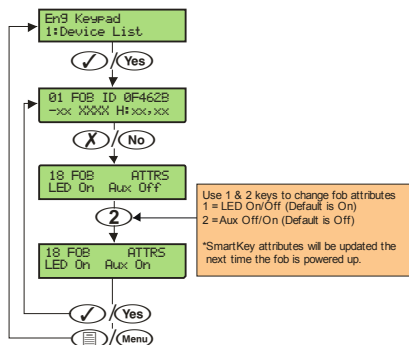 Eng Keypad
1:Device List
✓ / Yes
01 FOB ID 0F462B
-xx XXXX H:xx,xx
✗ / No
18 FOB ATTRS
LED On Aux Off
Use 1 & 2 keys to change fob attributes
1 = LED On/Off (Default is On)
2 = Aux Off/On (Default is Off)
*SmartKey attributes will be updated the
next time the fob is powered up.
2
18 FOB ATTRS
LED On Aux On
✓ / Yes
/ Menu